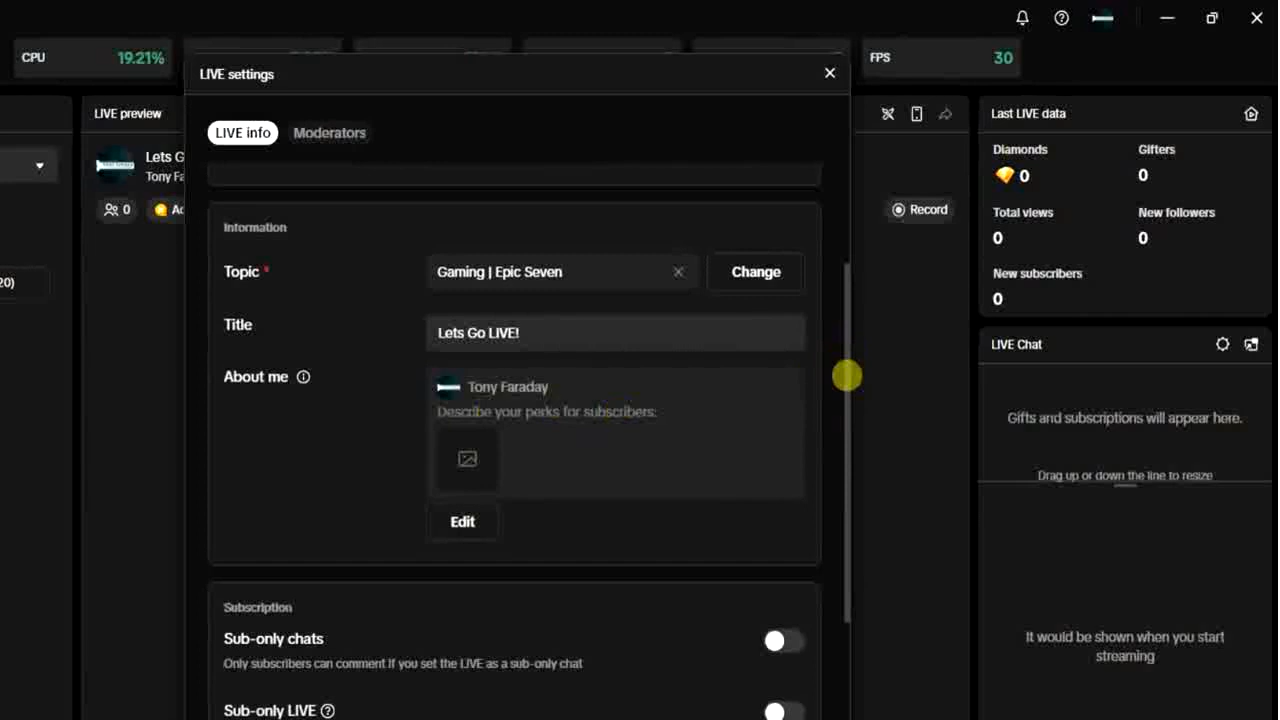 CPU 19.21%
FPS 30
LIVE settings
LIVE preview
Last LIVE data
LIVE info Moderators
Diamonds Gifters
0 0
Lets G
Tony Fa
0
Record
Total views New followers
0 0
New subscribers
0
20)
Information
Topic * Gaming | Epic Seven Change
Title Lets Go LIVE!
About me Tony Faraday
Describe your perks for subscribers:
Edit
LIVE Chat
Gifts and subscriptions will appear here.
Drag up or down the line to resize
It would be shown when you start
streaming
Subscription
Sub-only chats
Only subscribers can comment if you set the LIVE as a sub-only chat
Sub-only LIVE